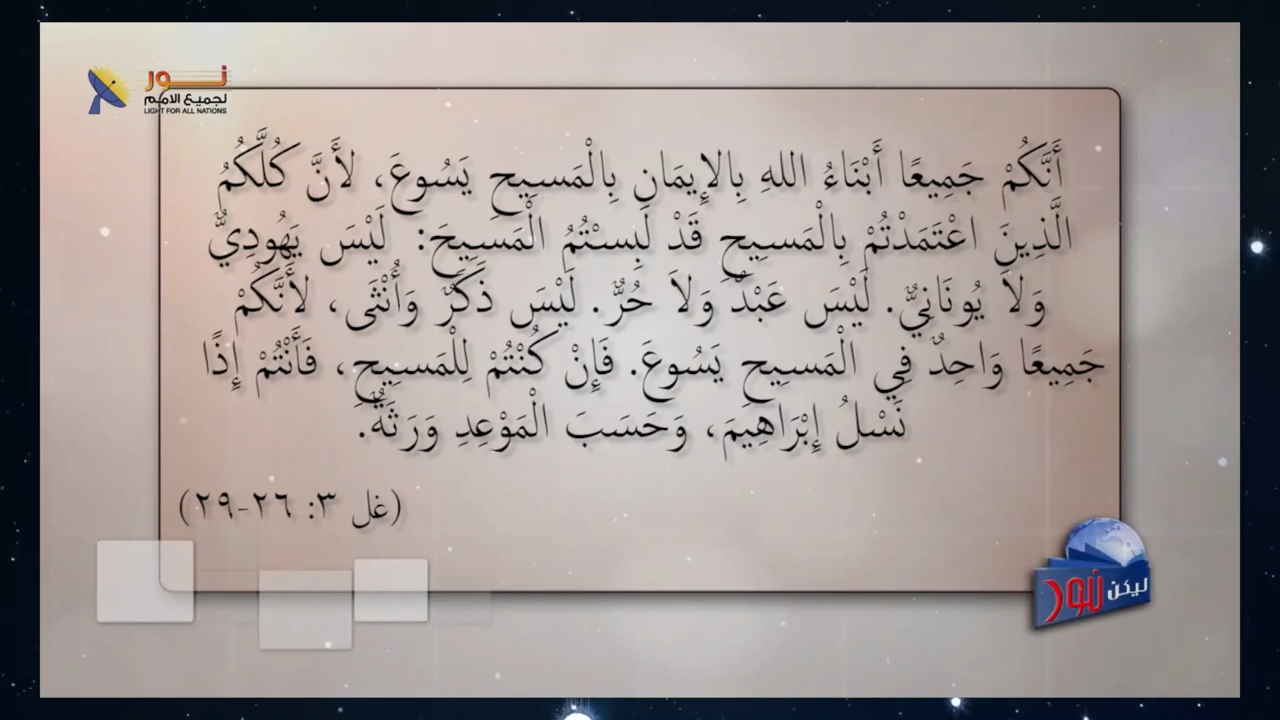 نور
لجميع الامم
LIGHT FOR ALL NATIONS
أَنَّكُمْ جَمِيعًا أَبْنَاءُ اللهِ بِالإِيمَانِ بِالْمَسِيحِ يَسُوعَ، لأَنَّ كُلَّكُمُ
الَّذِينَ اعْتَمَدْتُمْ بِالْمَسِيحِ قَدْ لَبِسْتُمُ الْمَسِيحَ: لَيْسَ يَهُودِيٌّ
وَلاَ يُونَانِيٌّ. لَيْسَ عَبْدٌ وَلاَ حُرٌّ. لَيْسَ ذَكَرٌ وَأُنْثَى، لأَنَّكُمْ
جَمِيعًا وَاحِدٌ فِي الْمَسِيحِ يَسُوعَ. فَإِنْ كُنْتُمْ لِلْمَسِيحِ، فَأَنْتُمْ إِذًا
نَسْلُ إِبْرَاهِيمَ، وَحَسَبَ الْمَوْعِدِ وَرَثَةٌ.
(غل ٣: ٢٦-٢٩)
ليكن نور